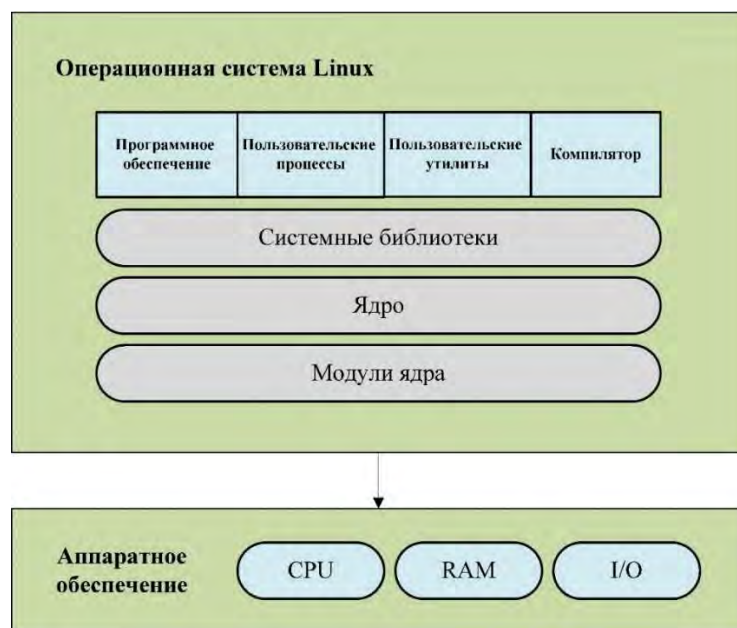 Операционная система Linux
Программное
обеспечение
Пользовательские
процессы
Пользовательские
утилиты
Компилятор
Системные библиотеки
Ядро
Модули ядра
Аппаратное
обеспечение
CPU
RAM
I/O